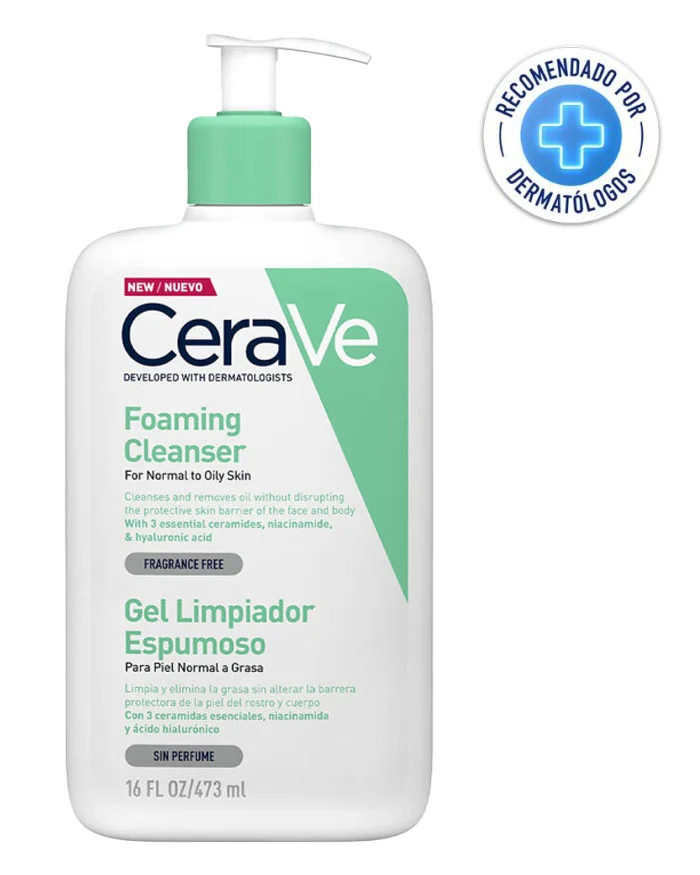 RECOMENDADO POR
DERMATÓLOGOS
NEW / NUEVO
CeraVe
DEVELOPED WITH DERMATOLOGISTS
Foaming
Cleanser
For Normal to Oily Skin
Cleanses and removes oil without disrupting
the protective skin barrier of the face and body
With 3 essential ceramides, niacinamide,
& hyaluronic acid
FRAGRANCE FREE
Gel Limpiador
Espumoso
Para Piel Normal a Grasa
Limpia y elimina la grasa sin alterar la barrera
protectora de la piel del rostro y cuerpo
Con 3 ceramidas esenciales, niacinamida
y ácido hialurónico
SIN PERFUME
16 FL OZ/473 ml